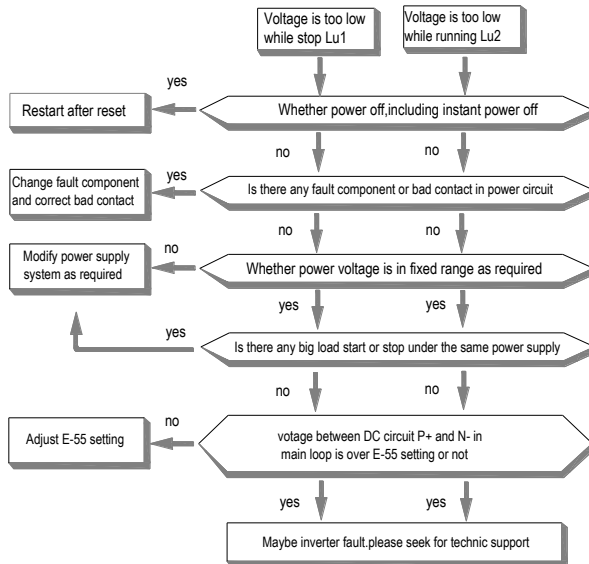 Voltage is too low
while stop Lu1
Voltage is too low
while running Lu2
yes
Restart after reset
Whether power off,including instant power off
no
no
yes
Change fault component
and correct bad contact
Is there any fault component or bad contact in power circuit
no
no
no
Modify power supply
system as required
Whether power voltage is in fixed range as required
yes
yes
yes
Is there any big load start or stop under the same power supply
no
no
no
Adjust E-55 setting
votage between DC circuit P+ and N- in
main loop is over E-55 setting or not
yes
yes
Maybe inverter fault.please seek for technic support